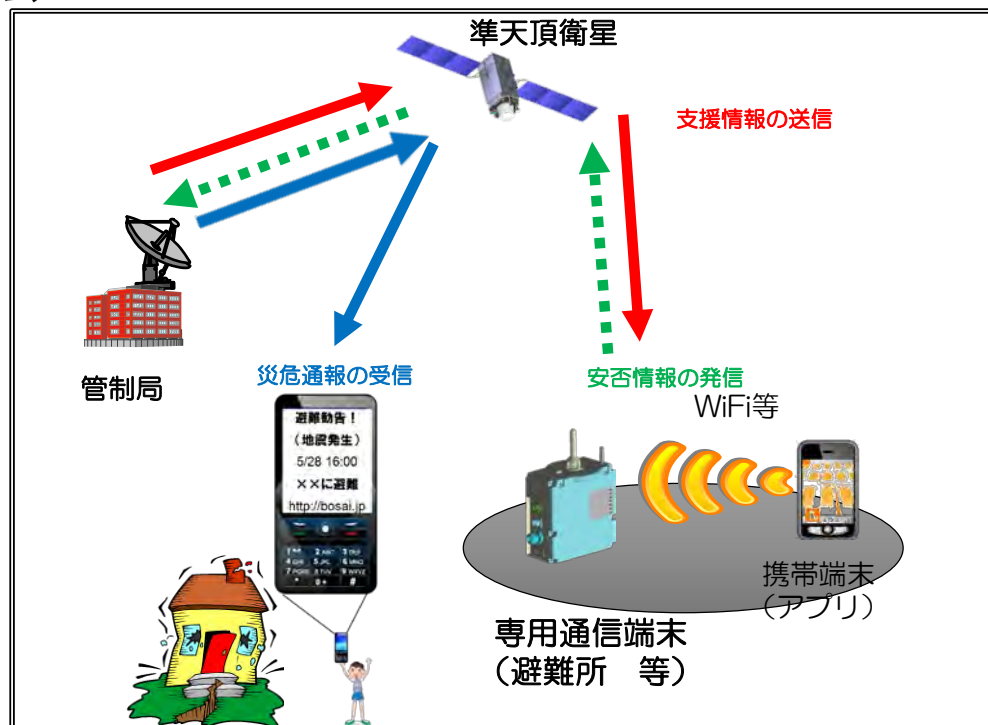 準天頂衛星
支援情報の送信
管制局
災危通報の受信
安否情報の発信
WiFi等
避難勧告！
（地震発生）
5/28 16:00
××に避難
http://bosai.jp
携帯端末
（アプリ）
専用通信端末
（避難所　等）